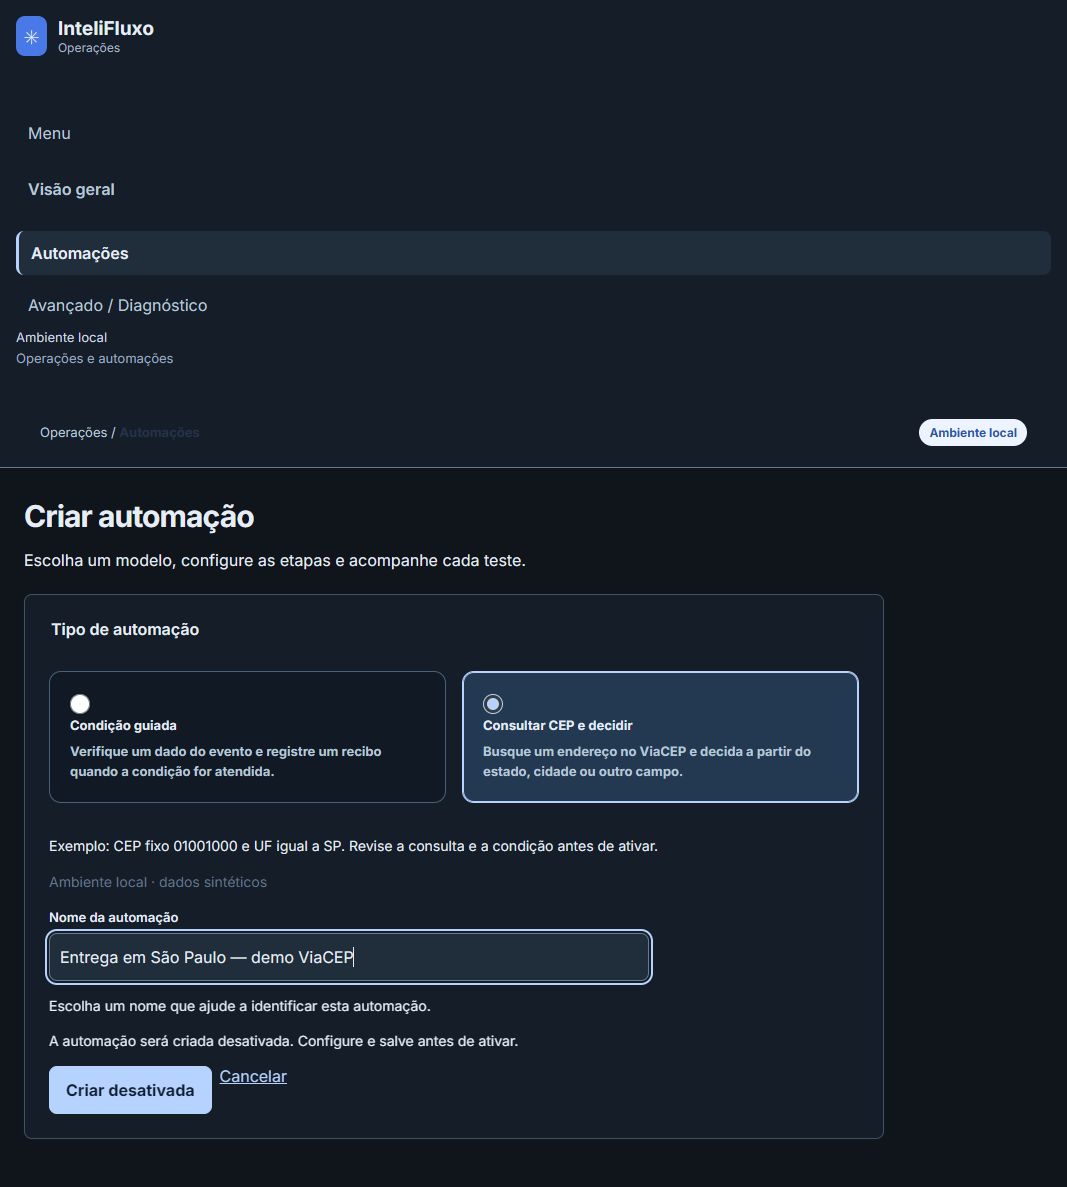 InteliFluxo
Operações
Menu
Visão geral
Automações
Avançado / Diagnóstico
Ambiente local
Operações e automações
Operações / Automações
Ambiente local
Criar automação
Escolha um modelo, configure as etapas e acompanhe cada teste.
Tipo de automação
Condição guiada
Verifique um dado do evento e registre um recibo
quando a condição for atendida.
Consultar CEP e decidir
Busque um endereço no ViaCEP e decida a partir do
estado, cidade ou outro campo.
Exemplo: CEP fixo 01001000 e UF igual a SP. Revise a consulta e a condição antes de ativar.
Ambiente local · dados sintéticos
Nome da automação
Entrega em São Paulo — demo ViaCEP
Escolha um nome que ajude a identificar esta automação.
A automação será criada desativada. Configure e salve antes de ativar.
Criar desativada
Cancelar